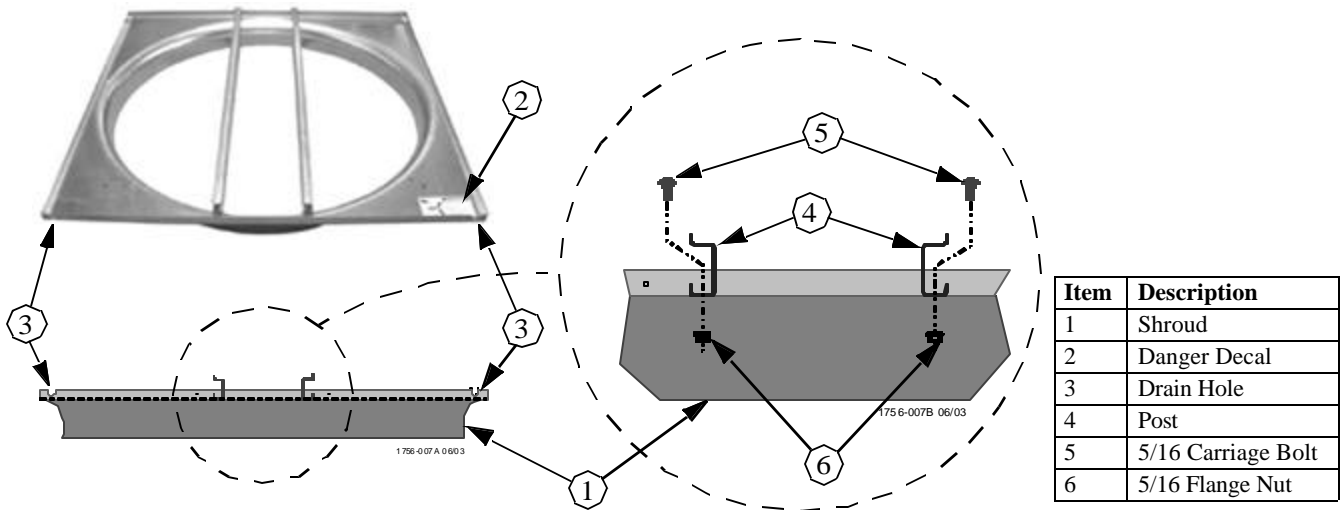 2
5
4
3
3
1756-007B 06/03
1756-007A 06/03
6
1
Item Description
1 Shroud
2 Danger Decal
3 Drain Hole
4 Post
5 5/16 Carriage Bolt
6 5/16 Flange Nut